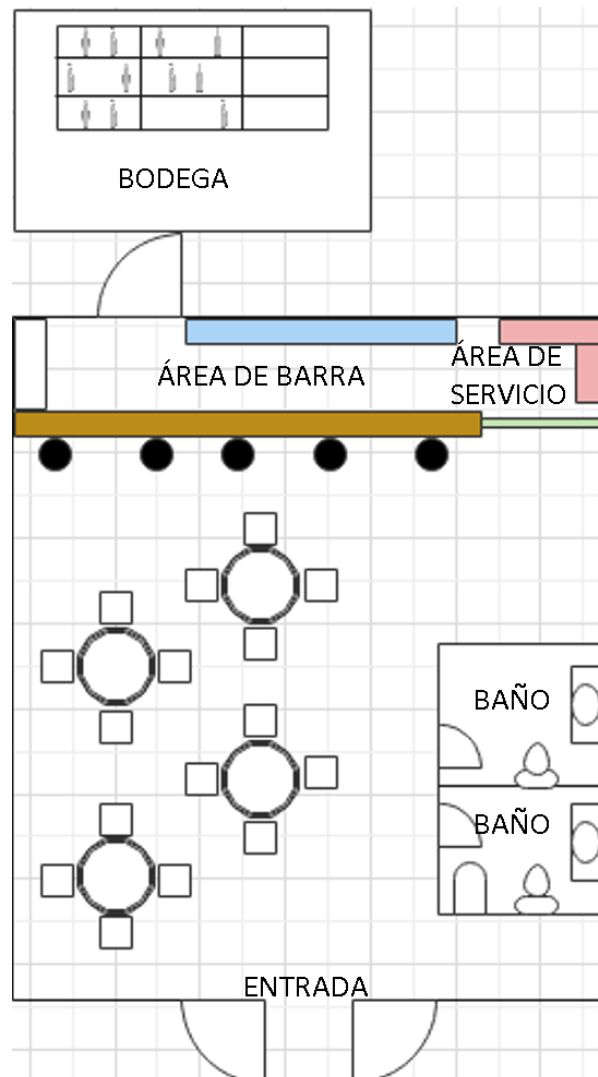 BODEGA
ÁREA DE BARRA
ÁREA DE
SERVICIO
BAÑO
BAÑO
ENTRADA